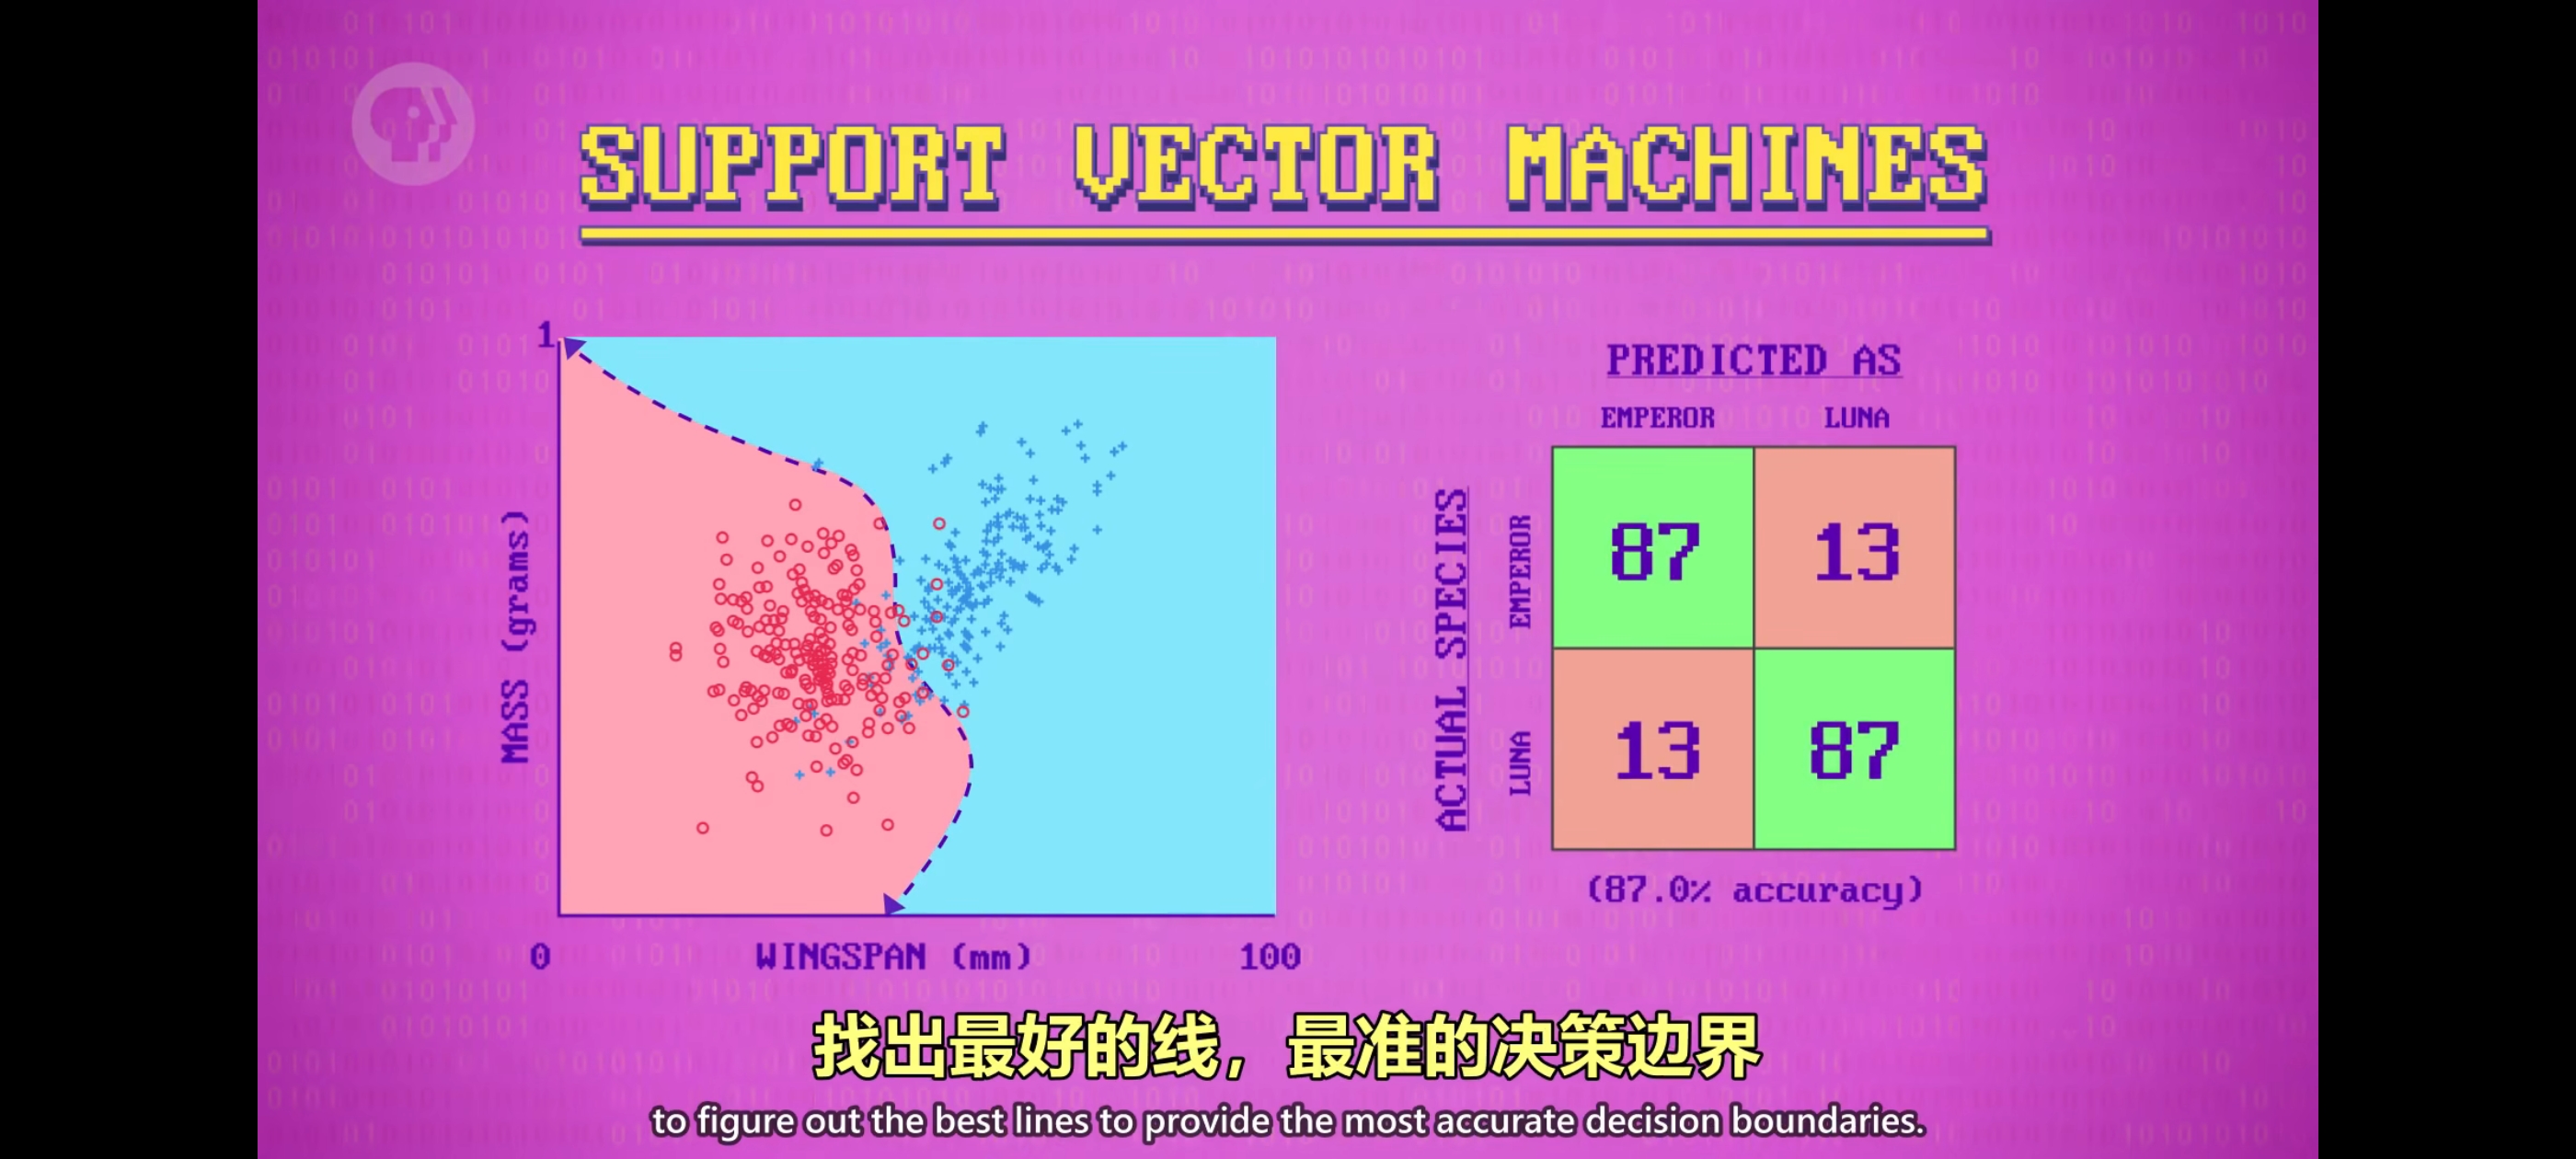 SUPPORT VECTOR MACHINES
1
MASS (grams)
0
WINGSPAN (mm)
100
PREDICTED AS
EMPEROR LUNA
ACTUAL SPECIES
EMPEROR
87 13
LUNA
13 87
(87.0% accuracy)
找出最好的线，最准的决策边界
to figure out the best lines to provide the most accurate decision boundaries.